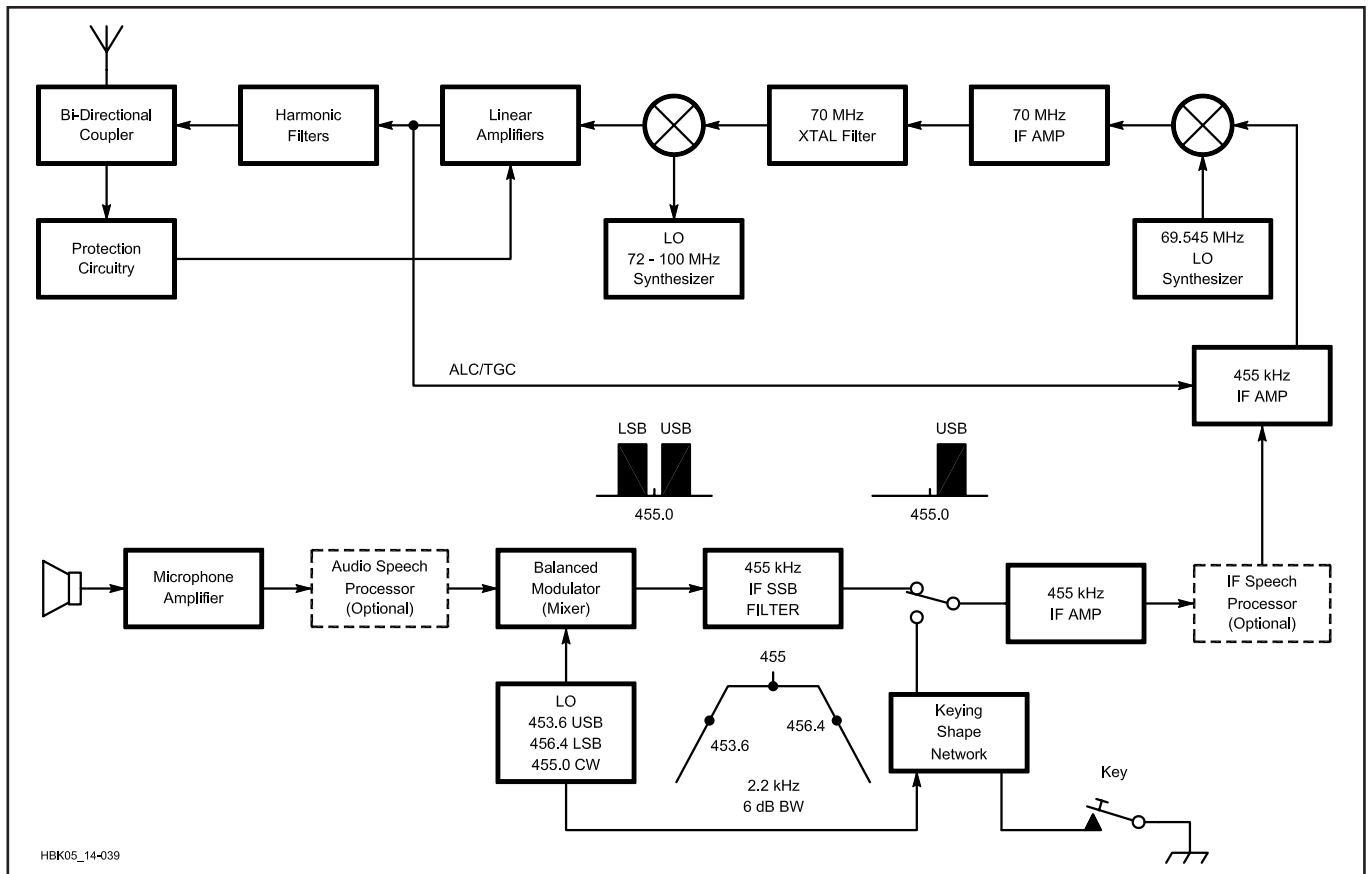 Bi-Directional
Coupler
Harmonic
Filters
Linear
Amplifiers
70 MHz
XTAL Filter
70 MHz
IF AMP
Protection
Circuitry
LO
72 - 100 MHz
Synthesizer
69.545 MHz
LO
Synthesizer
ALC/TGC
455 kHz
IF AMP
LSB USB
455.0
USB
455.0
Microphone
Amplifier
Audio Speech
Processor
(Optional)
Balanced
Modulator
(Mixer)
455 kHz
IF SSB
FILTER
455 kHz
IF AMP
IF Speech
Processor
(Optional)
LO
453.6 USB
456.4 LSB
455.0 CW
455
453.6
456.4
2.2 kHz
6 dB BW
Keying
Shape
Network
Key
HBK05_14-039